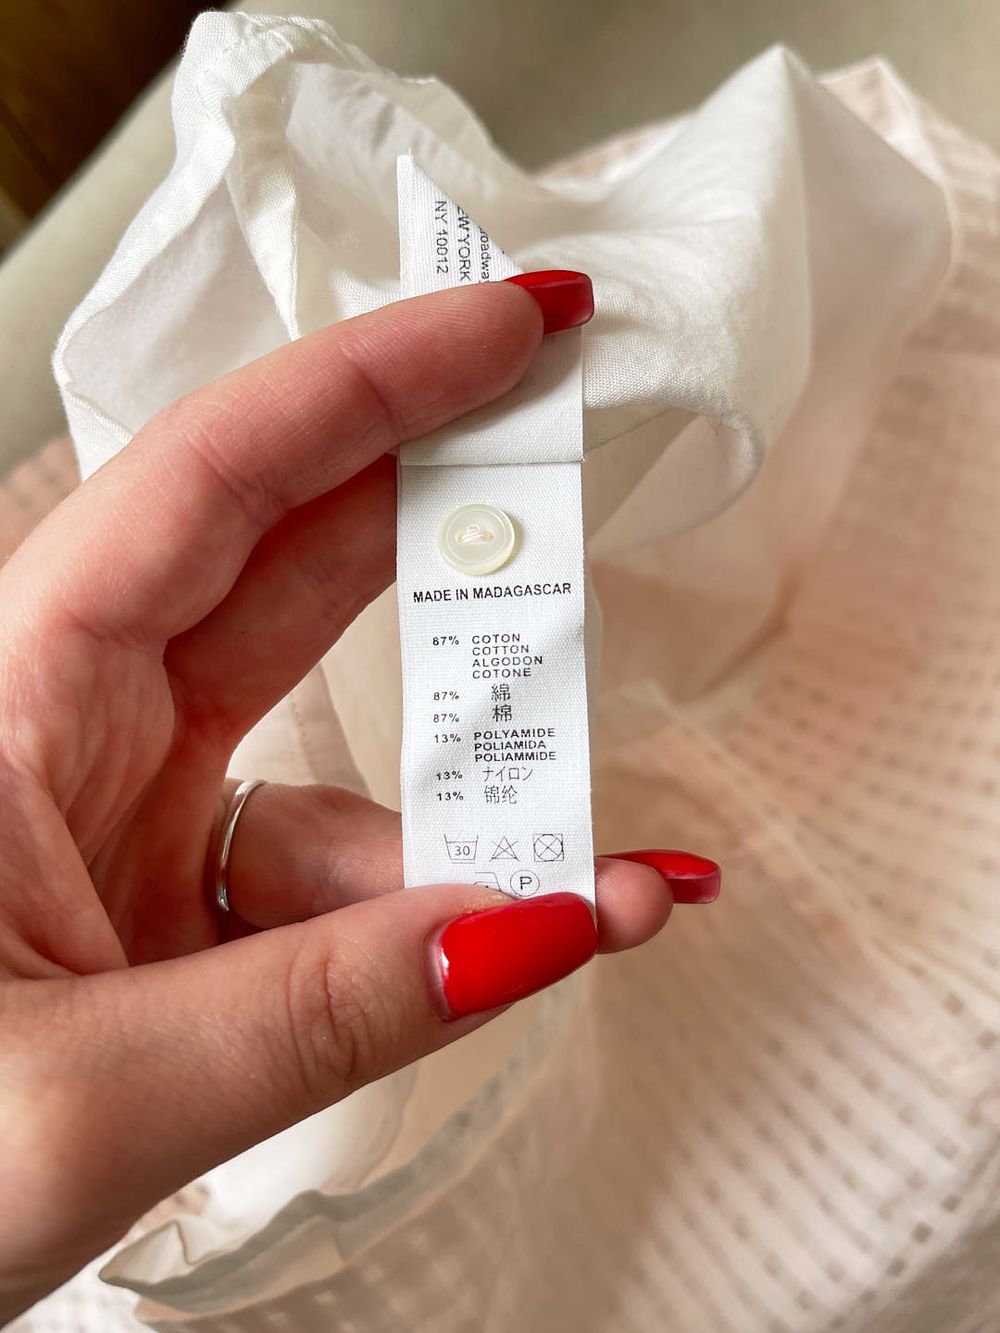 NEW YORK
NY 10012
MADE IN MADAGASCAR
87% COTON
COTTON
ALGODON
COTONE
87% 綿
87% 棉
13% POLYAMIDE
POLIAMIDA
POLIAMMIDE
13% ナイロン
13% 锦纶
30
P